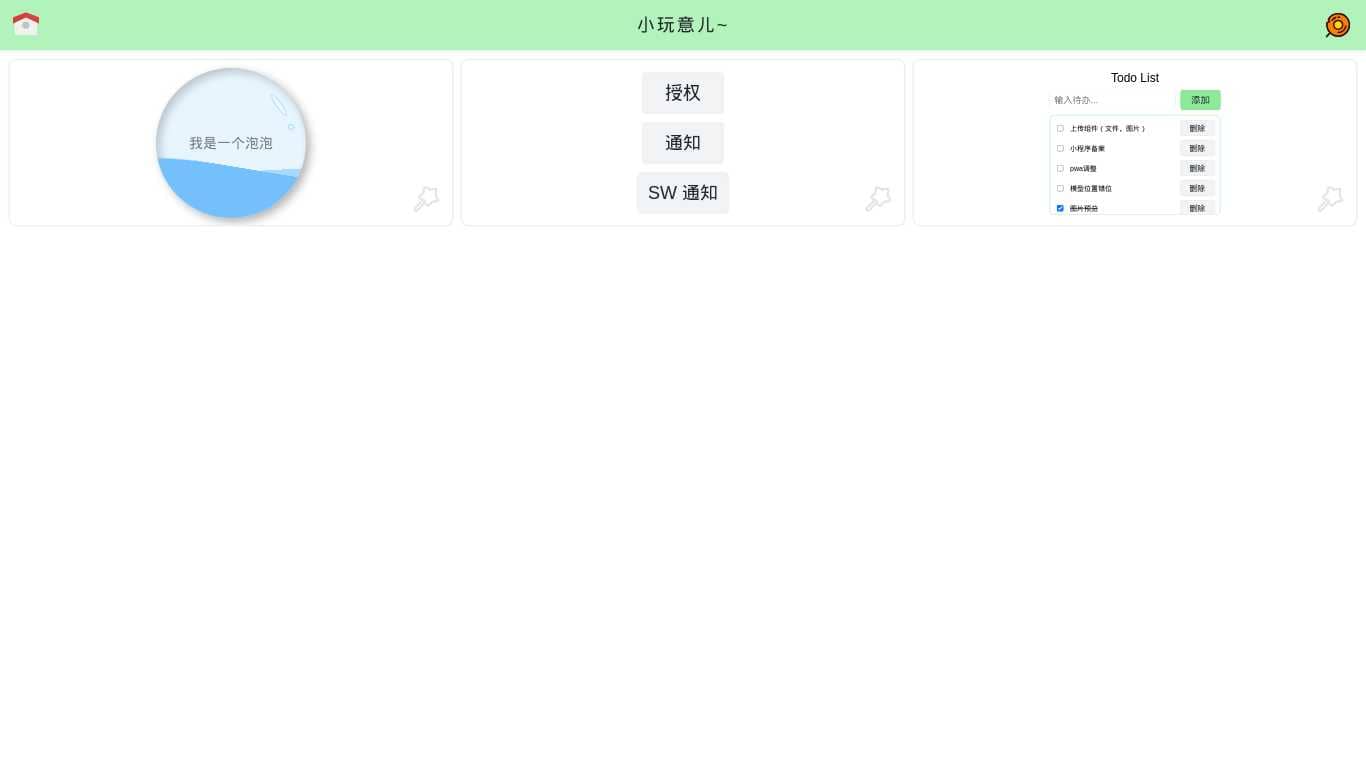 小玩意儿~
我是一个泡泡
授权
通知
SW 通知
Todo List
输入待办...
添加
上传组件（文件，图片）
删除
小程序备案
删除
pwa调整
删除
模型位置错位
删除
图片预览
删除